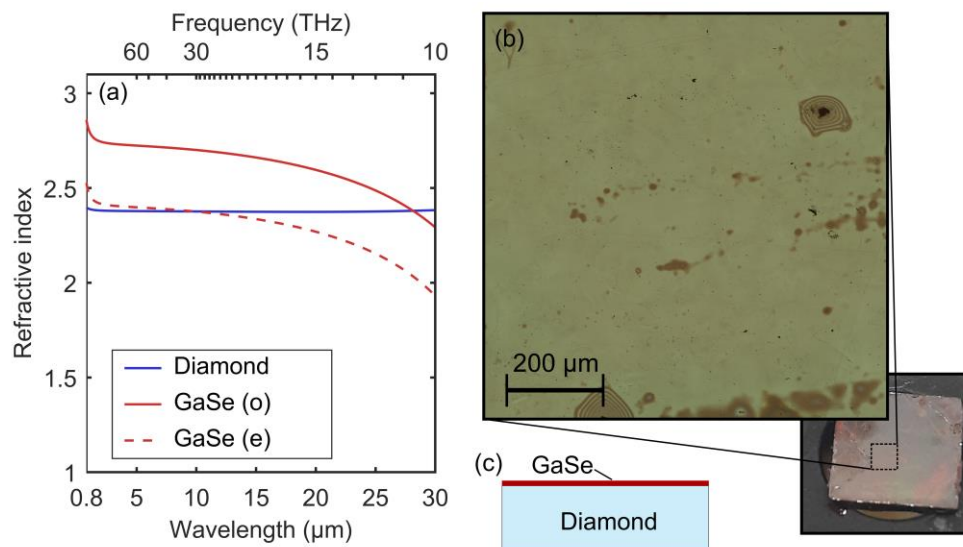 Frequency (THz)
60 30 15 10
(a)
3
2.5
2
1.5
1
Refractive index
Diamond
GaSe (o)
GaSe (e)
0.8 5 10 15 20 25 30
Wavelength (µm)
(b)
200 µm
(c)
GaSe
Diamond